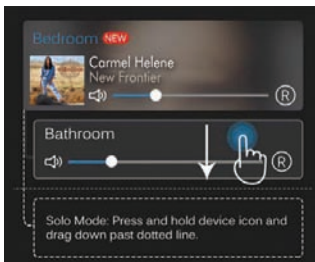 Bedroom NEW
Carmel Helene
New Frontier
R
Bathroom
R
Solo Mode: Press and hold device icon and
drag down past dotted line.